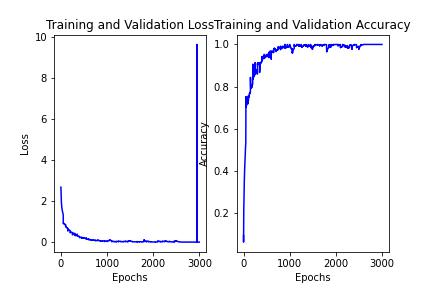 Training and Validation Loss
10
8
6
4
2
0
Loss
0 1000 2000 3000
Epochs
Training and Validation Accuracy
1.0
0.8
0.6
0.4
0.2
Accuracy
0 1000 2000 3000
Epochs